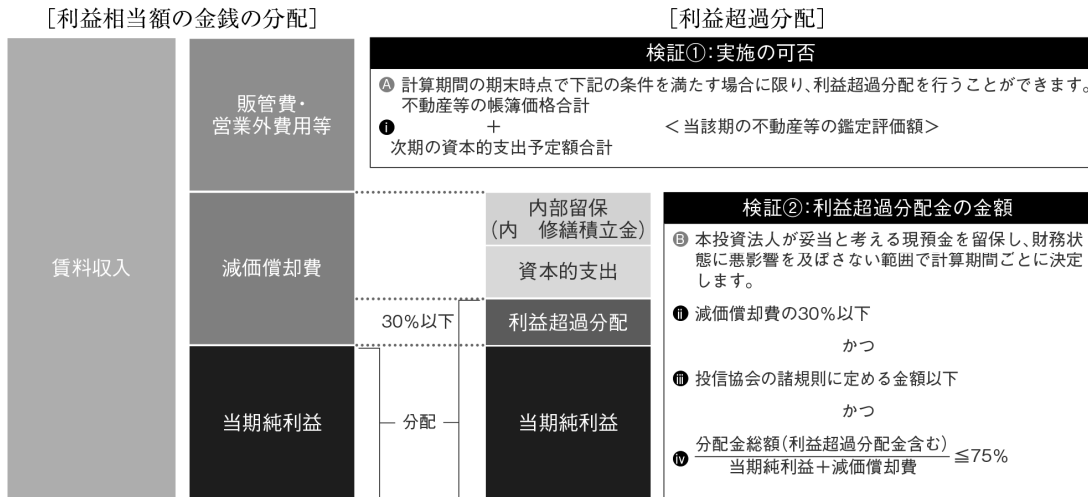 [利益相当額の金銭の分配]
[利益超過分配]
賃料収入
販管費・
営業外費用等
減価償却費
当期純利益
30%以下
分配
内部留保
(内 修繕積立金)
資本的支出
利益超過分配
当期純利益
検証①:実施の可否
Ⓐ 計算期間の期末時点で下記の条件を満たす場合に限り、利益超過分配を行うことができます。
不動産等の帳簿価格合計
ⅰ + <当該期の不動産等の鑑定評価額>
次期の資本的支出予定額合計
検証②:利益超過分配金の金額
Ⓑ 本投資法人が妥当と考える現預金を留保し、財務状
態に悪影響を及ぼさない範囲で計算期間ごとに決定
します。
ⅱ 減価償却費の30%以下
かつ
ⅲ 投信協会の諸規則に定める金額以下
かつ
ⅳ 分配金総額(利益超過分配金含む)
当期純利益+減価償却費
≦75%